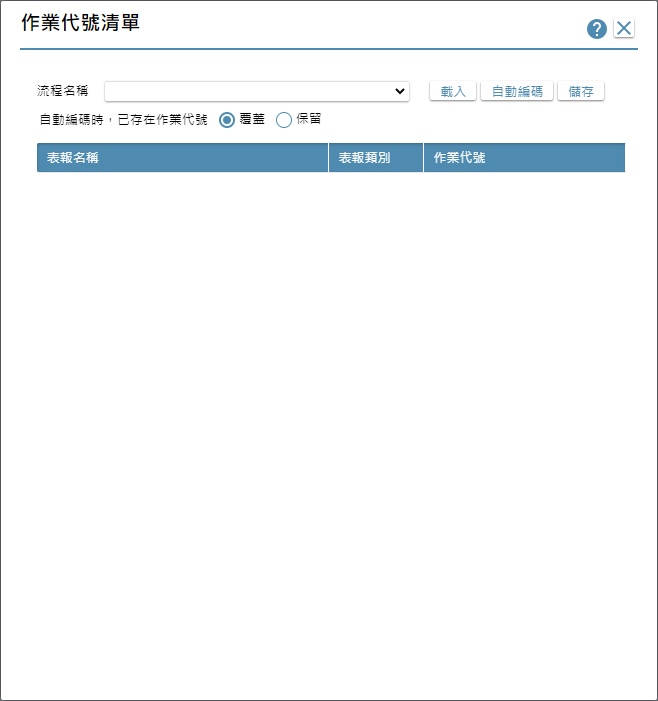 作業代號清單
流程名稱 載入 自動編碼 儲存
自動編碼時，已存在作業代號 覆蓋 保留
表報名稱 表報類別 作業代號